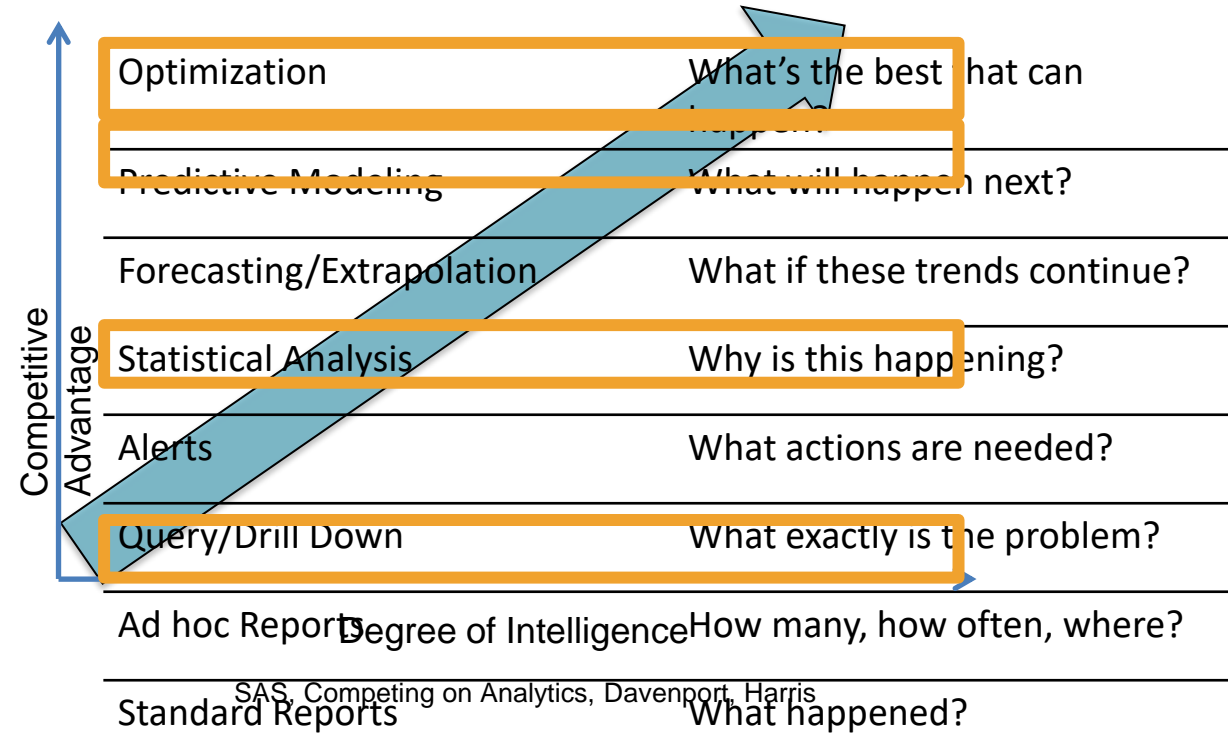 Optimization What's the best that can
happen?
Predictive Modeling What will happen next?
Forecasting/Extrapolation What if these trends continue?
Statistical Analysis Why is this happening?
Alerts What actions are needed?
Query/Drill Down What exactly is the problem?
Ad hoc Reports How many, how often, where?
Standard Reports What happened?
Competitive
Advantage
Degree of Intelligence
SAS, Competing on Analytics, Davenport, Harris